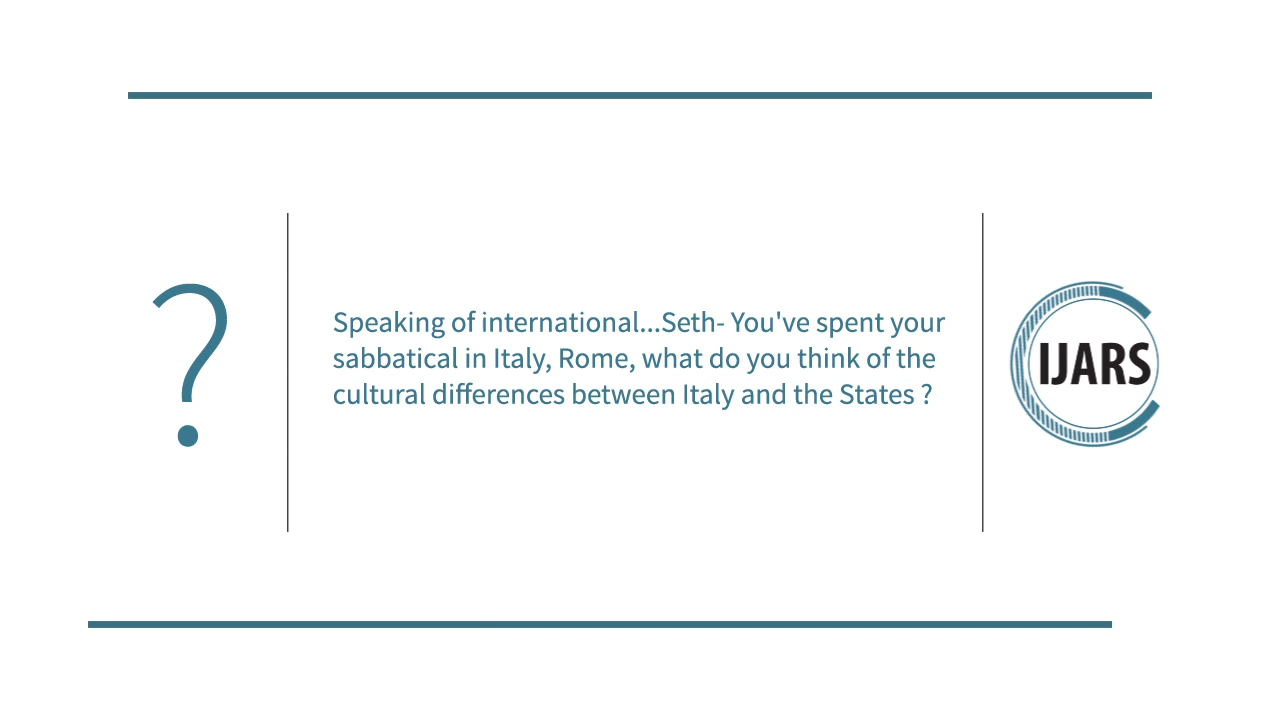 ?
Speaking of international...Seth- You've spent your
sabbatical in Italy, Rome, what do you think of the
cultural differences between Italy and the States ?
IJARS